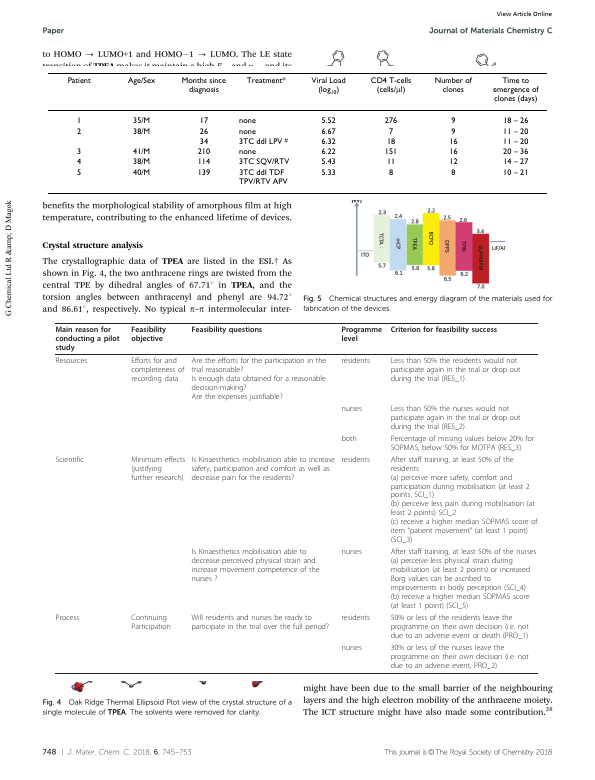 View Article Online
Paper
Journal of Materials Chemistry C
to HOMO → LUMO+1 and HOMO−1 → LUMO. The LE state
Patient Age/Sex Months since diagnosis Treatment* Viral Load (log10) CD4 T-cells (cells/μl) Number of clones Time to emergence of clones (days)
1 35/M 17 none 5.52 276 9 18 – 26
2 38/M 26 none 6.67 7 9 11 – 20
34 3TC ddI LPV # 6.32 18 16 11 – 20
3 41/M 210 none 6.22 151 16 20 – 36
4 38/M 114 3TC SQV/RTV 5.43 11 12 14 – 27
5 40/M 139 3TC ddI TDF 5.33 8 8 10 – 21
TPV/RTV APV
benefits the morphological stability of amorphous film at high
temperature, contributing to the enhanced lifetime of devices.
Crystal structure analysis
The crystallographic data of TPEA are listed in the ESI.† As
shown in Fig. 4, the two anthracene rings are twisted from the
central TPE by dihedral angles of 67.71° in TPEA, and the
torsion angles between anthracenyl and phenyl are 94.72°
and 86.61°, respectively. No typical π–π intermolecular inter-
2.3 2.4 2.8 2.2 2.5 2.6 3.4
ITO TCTA mCP TPEA BCPO DPPS TPBi LiF/Al
5.7 6.1 5.8 5.8 6.5 6.2 7.0
Fig. 5 Chemical structures and energy diagram of the materials used for
fabrication of the devices.
Main reason for conducting a pilot study Feasibility objective Feasibility questions Programme level Criterion for feasibility success
Resources Efforts for and completeness of recording data Are the efforts for the participation in the trial reasonable? residents Less than 50% the residents would not participate again in the trial or drop out during the trial (RES_1)
Is enough data obtained for a reasonable decision-making?
Are the expenses justifiable?
nurses Less than 50% the nurses would not participate again in the trial or drop out during the trial (RES_2)
both Percentage of missing values below 20% for SOPMAS, below 50% for MOTPA (RES_3)
Scientific Minimum effects (justifying further research) Is Kinaesthetics mobilisation able to increase safety, participation and comfort as well as decrease pain for the residents? residents After staff training, at least 50% of the residents
(a) perceive more safety, comfort and participation during mobilisation (at least 2 points, SCI_1)
(b) perceive less pain during mobilisation (at least 2 points) SCI_2
(c) receive a higher median SOPMAS score of item "patient movement" (at least 1 point) (SCI_3)
Is Kinaesthetics mobilisation able to decrease perceived physical strain and increase movement competence of the nurses ? nurses After staff training, at least 50% of the nurses
(a) perceive less physical strain during mobilisation (at least 2 points) or increased Borg values can be ascribed to improvements in body perception (SCI_4)
(b) receive a higher median SOPMAS score (at least 1 point) (SCI_5)
Process Continuing Participation Will residents and nurses be ready to participate in the trial over the full period? residents 50% or less of the residents leave the programme on their own decision (i.e. not due to an adverse event or death (PRO_1)
nurses 30% or less of the nurses leave the programme on their own decision (i.e. not due to an adverse event, PRO_2)
Fig. 4 Oak Ridge Thermal Ellipsoid Plot view of the crystal structure of a
single molecule of TPEA. The solvents were removed for clarity.
might have been due to the small barrier of the neighbouring
layers and the high electron mobility of the anthracene moiety.
The ICT structure might have also made some contribution.28
748 | J. Mater. Chem. C, 2018, 6, 745–753
This journal is © The Royal Society of Chemistry 2018
G Chemical Ltd R &amp; D Magok